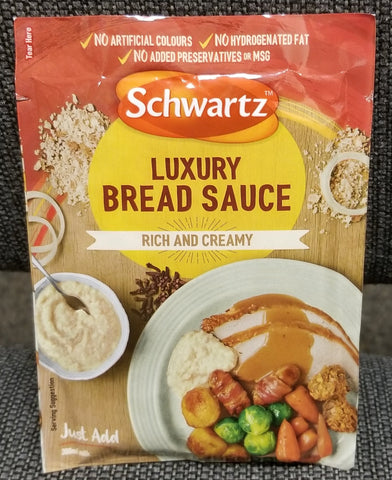 Tear Here
NO ARTIFICIAL COLOURS NO HYDROGENATED FAT
NO ADDED PRESERVATIVES OR MSG
Schwartz™
LUXURY
BREAD SAUCE
RICH AND CREAMY
Serving Suggestion
Just Add